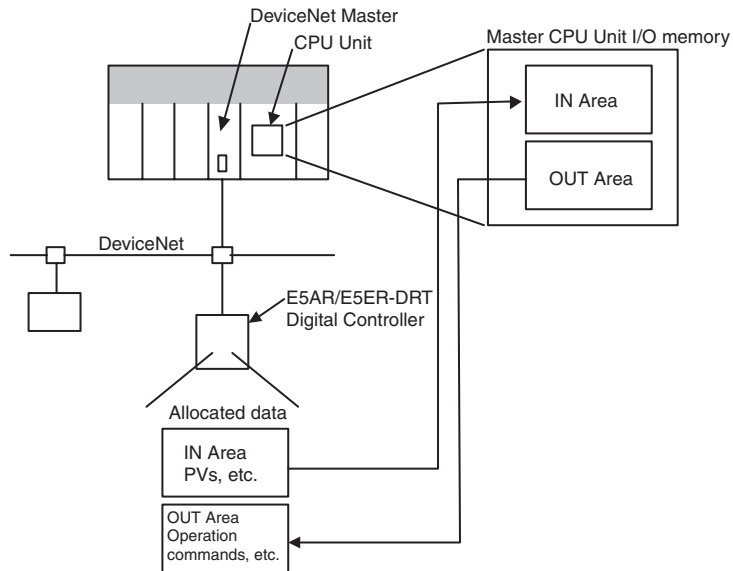 DeviceNet Master
CPU Unit
Master CPU Unit I/O memory
IN Area
OUT Area
DeviceNet
E5AR/E5ER-DRT
Digital Controller
Allocated data
IN Area
PVs, etc.
OUT Area
Operation
commands, etc.